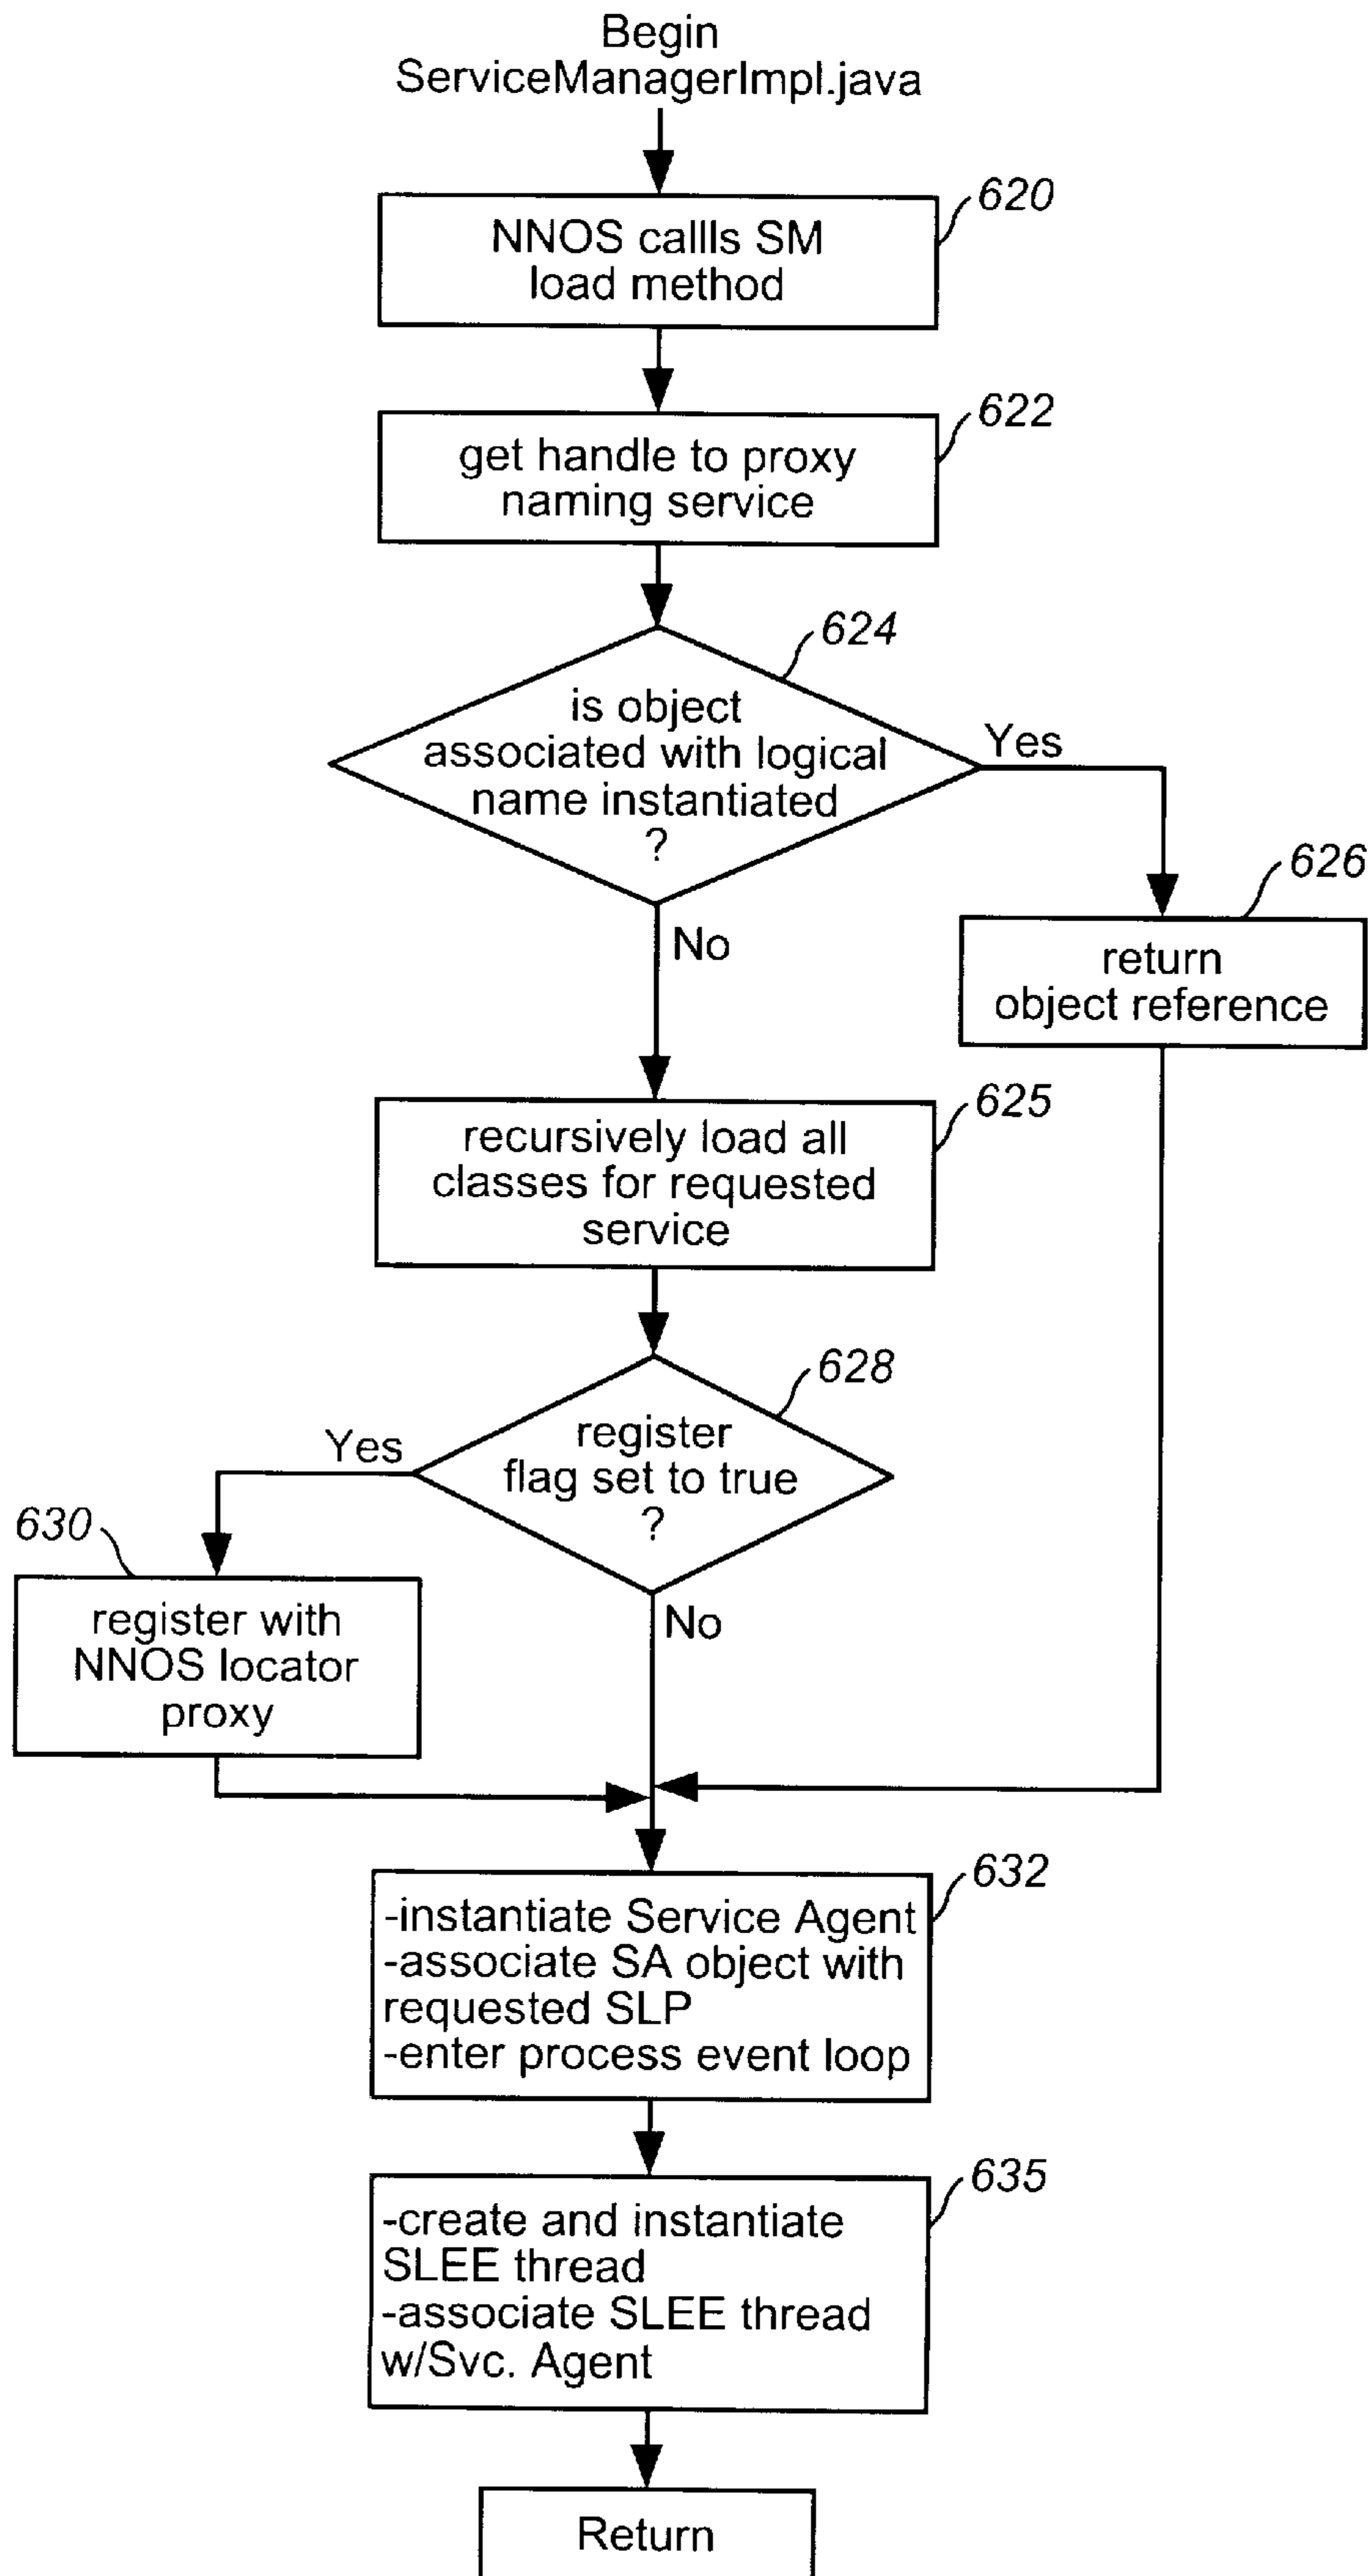 Begin
ServiceManagerImpl.java
620
NNOS callls SM
load method
622
get handle to proxy
naming service
624
is object
associated with logical
name instantiated
?
Yes
626
No
return
object reference
625
recursively load all
classes for requested
service
628
register
flag set to true
?
Yes
630
No
register with
NNOS locator
proxy
632
-instantiate Service Agent
-associate SA object with
requested SLP
-enter process event loop
635
-create and instantiate
SLEE thread
-associate SLEE thread
w/Svc. Agent
Return